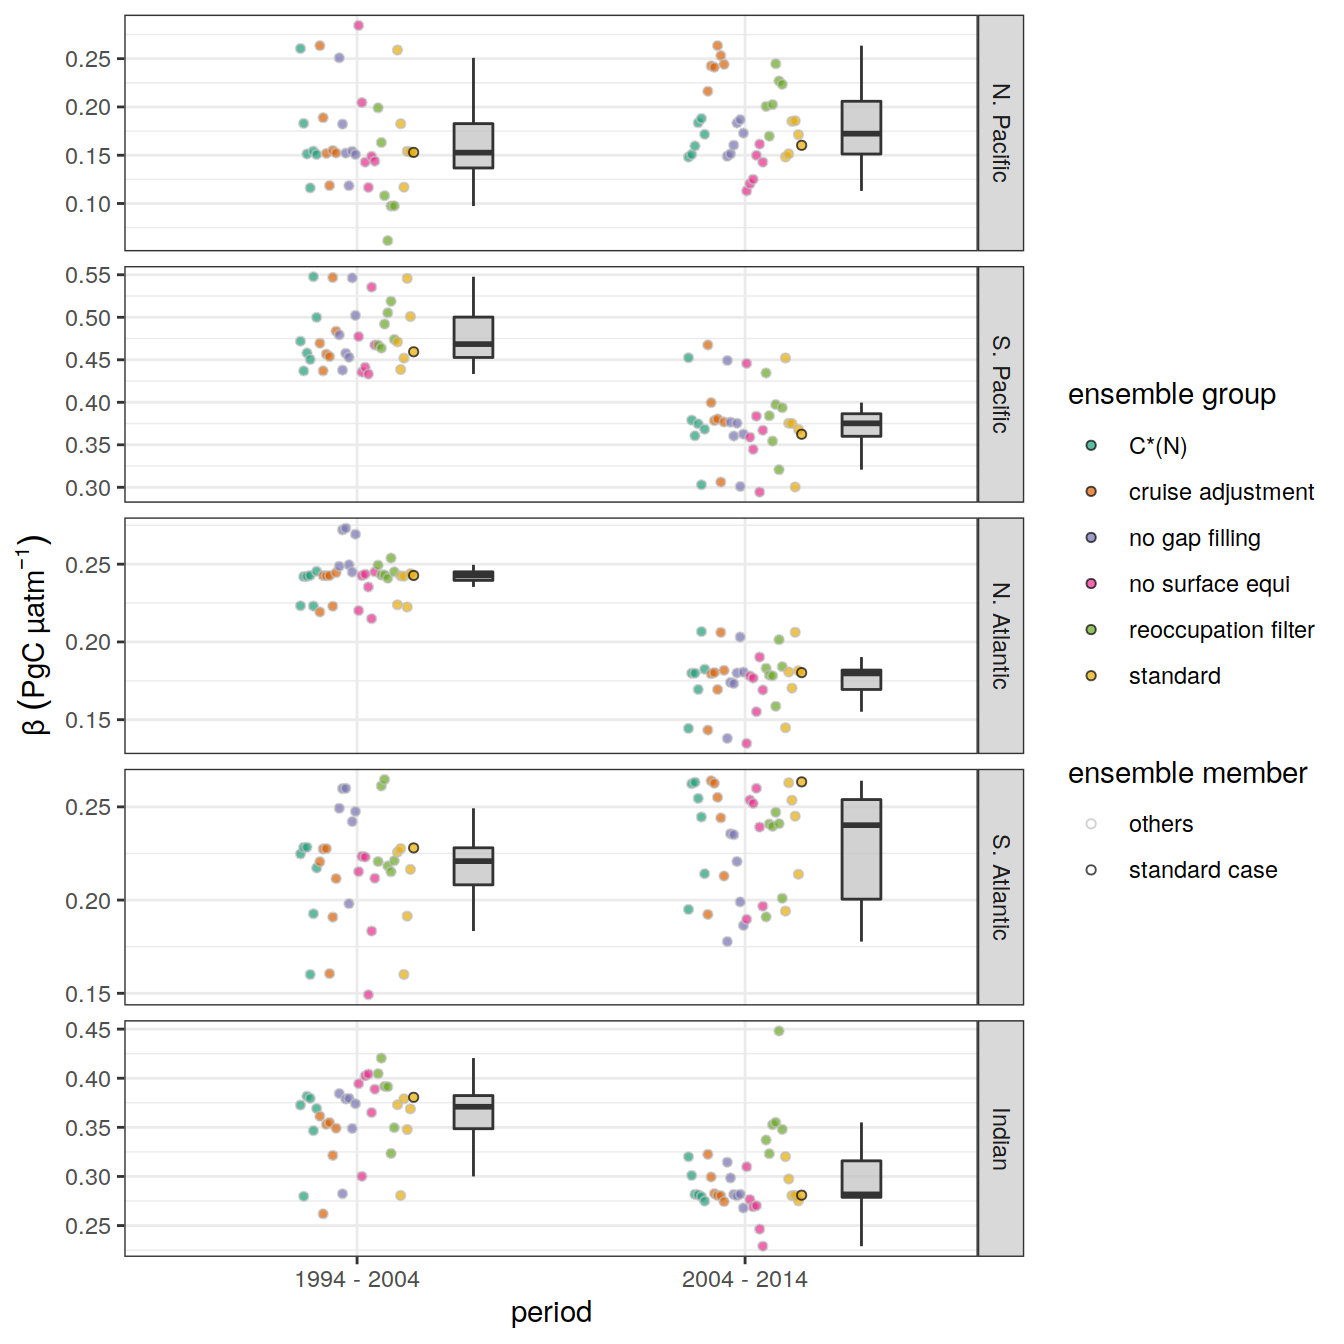 0.25
0.20
0.15
0.10
N. Pacific
0.55
0.50
0.45
0.40
0.35
0.30
S. Pacific
0.25
0.20
0.15
N. Atlantic
0.25
0.20
0.15
S. Atlantic
0.45
0.40
0.35
0.30
0.25
Indian
β (PgC µatm⁻¹)
1994 - 2004
2004 - 2014
period
ensemble group
C*(N)
cruise adjustment
no gap filling
no surface equi
reoccupation filter
standard
ensemble member
others
standard case